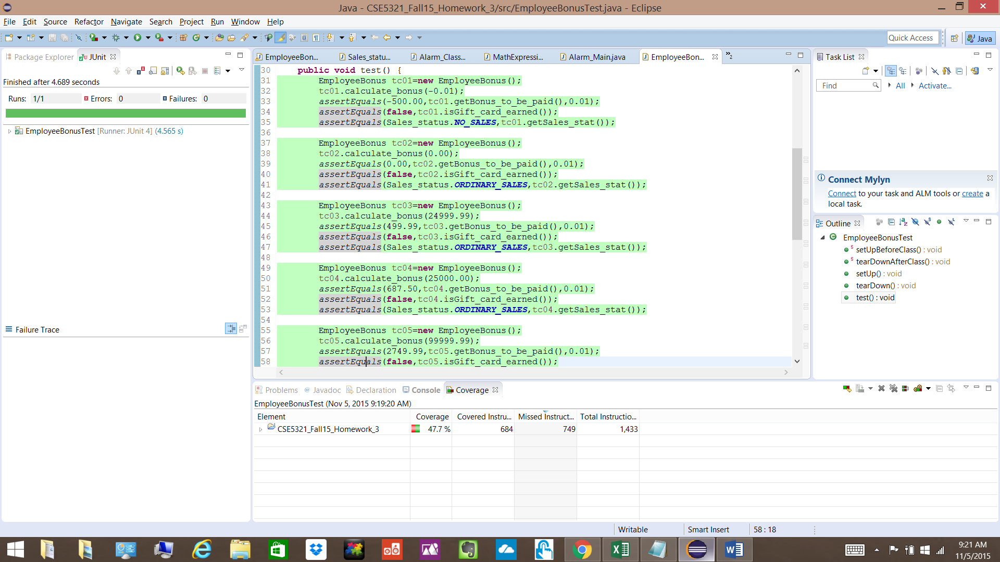 Java - CSE5321_Fall15_Homework_3/src/EmployeeBonusTest.java - Eclipse
File Edit Source Refactor Navigate Search Project Run Window Help
Quick Access
Java
Package Explorer
JUnit
Finished after 4.689 seconds
Runs: 1/1
Errors: 0
Failures: 0
EmployeeBonusTest [Runner: JUnit 4] (4.565 s)
Failure Trace
EmployeeBon...
Sales_statu...
Alarm_Class...
MathExpressi...
Alarm_Main.java
EmployeeBon...
»2
30 public void test() {
31 EmployeeBonus tc01=new EmployeeBonus();
32 tc01.calculate_bonus(-0.01);
33 assertEquals(-500.00,tc01.getBonus_to_be_paid(),0.01);
34 assertEquals(false,tc01.isGift_card_earned());
35 assertEquals(Sales_status.NO_SALES,tc01.getSales_stat());
36
37 EmployeeBonus tc02=new EmployeeBonus();
38 tc02.calculate_bonus(0.00);
39 assertEquals(0.00,tc02.getBonus_to_be_paid(),0.01);
40 assertEquals(false,tc02.isGift_card_earned());
41 assertEquals(Sales_status.ORDINARY_SALES,tc02.getSales_stat());
42
43 EmployeeBonus tc03=new EmployeeBonus();
44 tc03.calculate_bonus(24999.99);
45 assertEquals(499.99,tc03.getBonus_to_be_paid(),0.01);
46 assertEquals(false,tc03.isGift_card_earned());
47 assertEquals(Sales_status.ORDINARY_SALES,tc03.getSales_stat());
48
49 EmployeeBonus tc04=new EmployeeBonus();
50 tc04.calculate_bonus(25000.00);
51 assertEquals(687.50,tc04.getBonus_to_be_paid(),0.01);
52 assertEquals(false,tc04.isGift_card_earned());
53 assertEquals(Sales_status.ORDINARY_SALES,tc04.getSales_stat());
54
55 EmployeeBonus tc05=new EmployeeBonus();
56 tc05.calculate_bonus(99999.99);
57 assertEquals(2749.99,tc05.getBonus_to_be_paid(),0.01);
58 assertEquals(false,tc05.isGift_card_earned());
Task List
Find
All
Activate...
Connect Mylyn
Connect to your task and ALM tools or create a
local task.
Outline
EmployeeBonusTest
setUpBeforeClass() : void
tearDownAfterClass() : void
setUp() : void
tearDown() : void
test() : void
Problems @ Javadoc Declaration Console Coverage
EmployeeBonusTest (Nov 5, 2015 9:19:20 AM)
Element Coverage Covered Instru... Missed Instruct... Total Instructio...
CSE5321_Fall15_Homework_3 47.7 % 684 749 1,433
Writable
Smart Insert
58 : 18
9:21 AM
11/5/2015